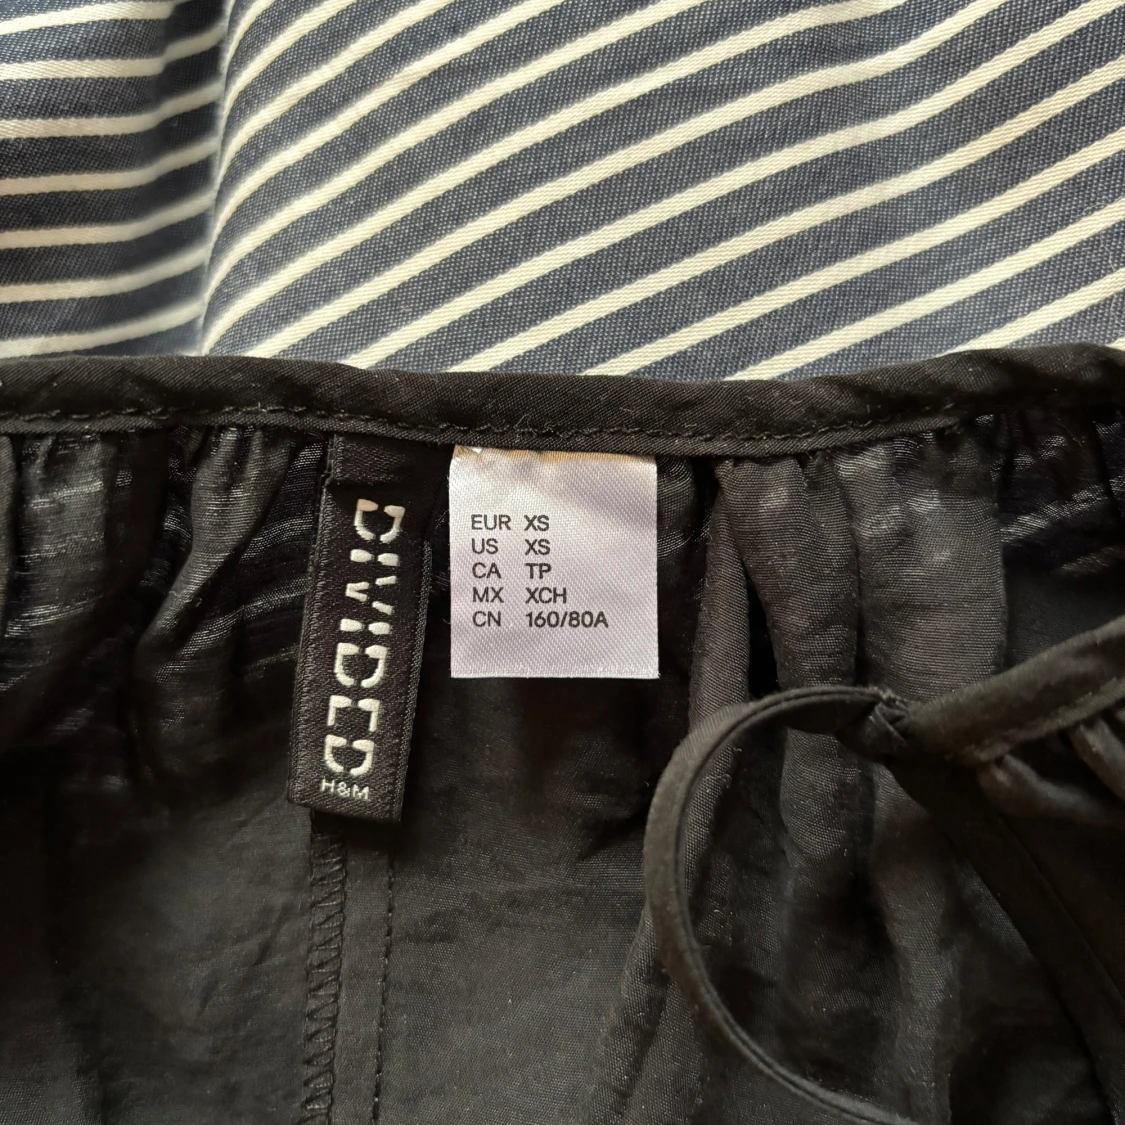 DIVIDED
H&M
EUR XS
US XS
CA TP
MX XCH
CN 160/80A